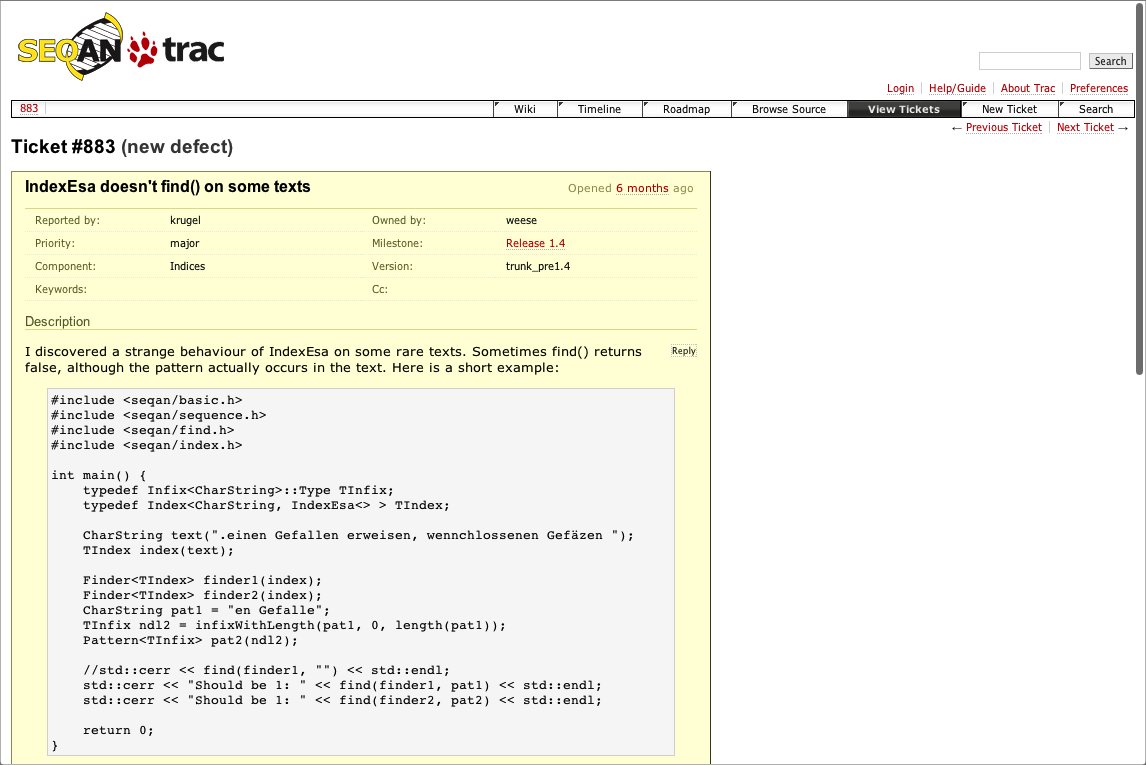 SEQAN trac
Search
Login Help/Guide About Trac Preferences
883 Wiki Timeline Roadmap Browse Source View Tickets New Ticket Search
← Previous Ticket Next Ticket →
Ticket #883 (new defect)
IndexEsa doesn't find() on some texts Opened 6 months ago
Reported by: krugel Owned by: weese
Priority: major Milestone: Release 1.4
Component: Indices Version: trunk_pre1.4
Keywords: Cc:
Description
I discovered a strange behaviour of IndexEsa on some rare texts. Sometimes find() returns Reply
false, although the pattern actually occurs in the text. Here is a short example:
#include <seqan/basic.h>
#include <seqan/sequence.h>
#include <seqan/find.h>
#include <seqan/index.h>
int main() {
    typedef Infix<CharString>::Type TInfix;
    typedef Index<CharString, IndexEsa<> > TIndex;
    CharString text(".einen Gefallen erweisen, wennchlossenen Gefäzen ");
    TIndex index(text);
    Finder<TIndex> finder1(index);
    Finder<TIndex> finder2(index);
    CharString pat1 = "en Gefalle";
    TInfix ndl2 = infixWithLength(pat1, 0, length(pat1));
    Pattern<TInfix> pat2(ndl2);
    //std::cerr << find(finder1, "") << std::endl;
    std::cerr << "Should be 1: " << find(finder1, pat1) << std::endl;
    std::cerr << "Should be 1: " << find(finder2, pat2) << std::endl;
    return 0;
}